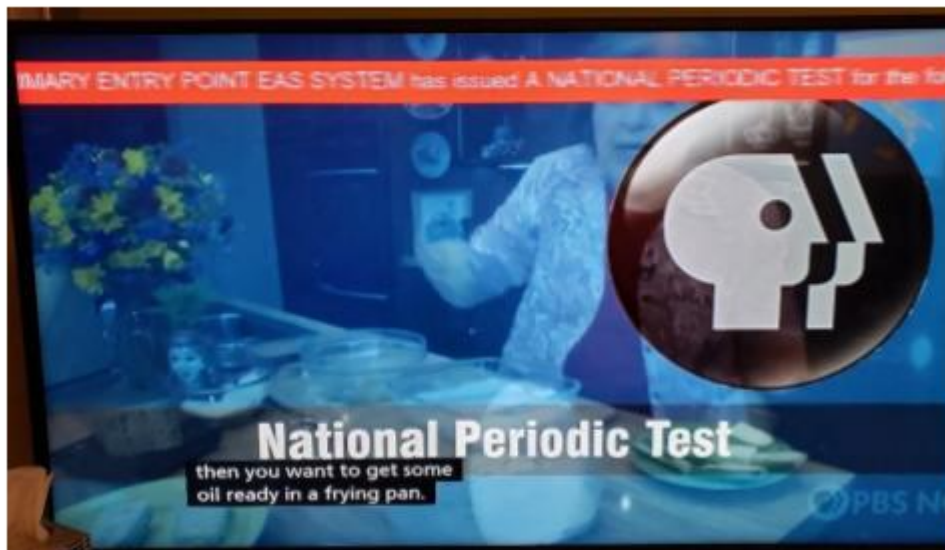 IMARY ENTRY POINT EAS SYSTEM has issued A NATIONAL PERIODIC TEST for the fo
National Periodic Test
then you want to get some
oil ready in a frying pan.
PBS N